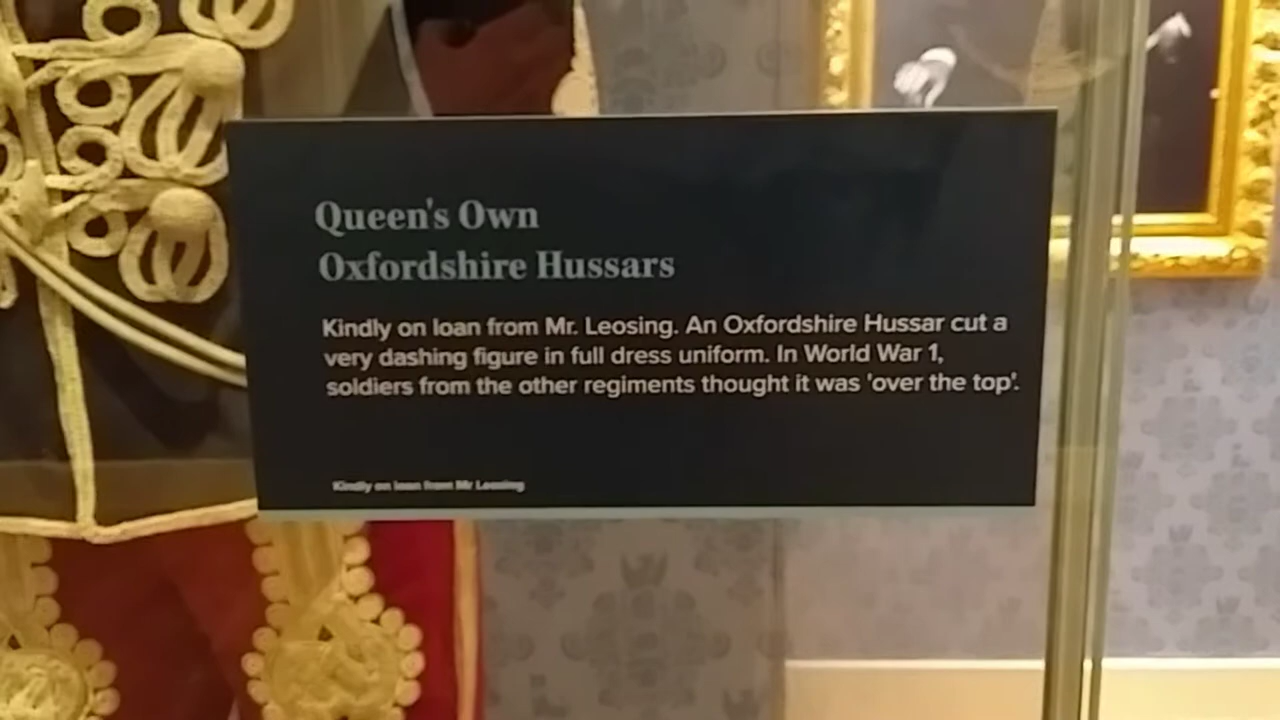 Queen's Own
Oxfordshire Hussars
Kindly on loan from Mr. Leosing. An Oxfordshire Hussar cut a
very dashing figure in full dress uniform. In World War 1,
soldiers from the other regiments thought it was 'over the top'.
Kindly on loan from Mr Leosing